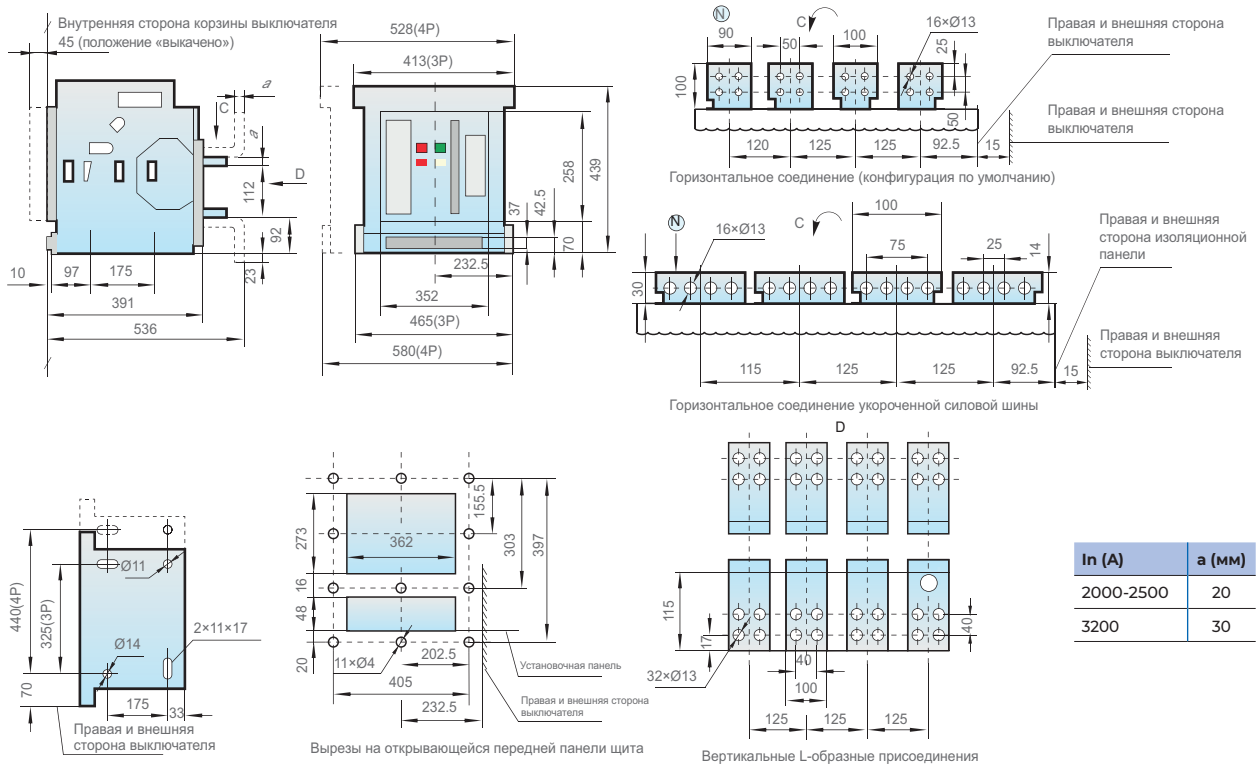 Внутренняя сторона корзины выключателя
45 (положение «выкачено»)
a
C
a
112
D
92
23
10
97
175
391
536
528(4P)
413(3P)
258
439
37
42.5
70
232.5
352
465(3P)
580(4P)
N
90
C
50
100
16×Ø13
25
100
50
120
125
125
92.5
15
Правая и внешняя сторона
выключателя
Правая и внешняя сторона
выключателя
Горизонтальное соединение (конфигурация по умолчанию)
N
16×Ø13
C
100
75
25
14
30
115
125
125
92.5
15
Правая и внешняя
сторона изоляционной
панели
Правая и внешняя
сторона выключателя
Горизонтальное соединение укороченной силовой шины
440(4P)
325(3P)
70
Ø11
Ø14
2×11×17
175
33
Правая и внешняя
сторона выключателя
273
16
48
20
362
155.5
303
397
11×Ø4
202.5
405
232.5
Установочная панель
Правая и внешняя сторона
выключателя
Вырезы на открывающейся передней панели щита
D
115
17
32×Ø13
40
100
40
125
125
125
Вертикальные L-образные присоединения
In (A) a (мм)
2000-2500 20
3200 30